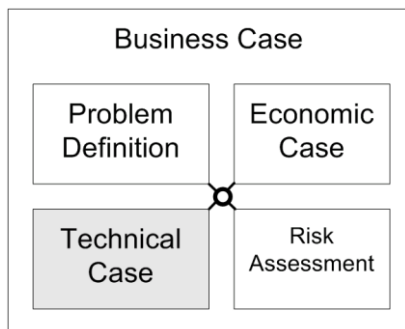 Business Case
Problem
Definition
Economic
Case
Technical
Case
Risk
Assessment